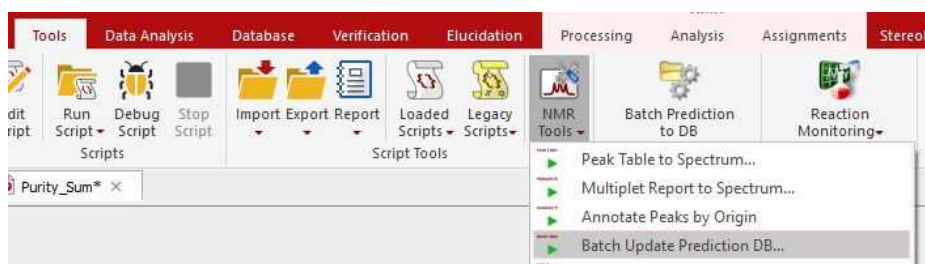 Tools Data Analysis Database Verification Elucidation Processing Analysis Assignments Stereo
dit Run Debug Stop Import Export Report Loaded Legacy NMR Batch Prediction Reaction
ript Script Script Script Scripts Scripts Tools to DB Monitoring
Scripts Script Tools
Purity_Sum* ×
Peak Table to Spectrum...
Multiplet Report to Spectrum...
Annotate Peaks by Origin
Batch Update Prediction DB...